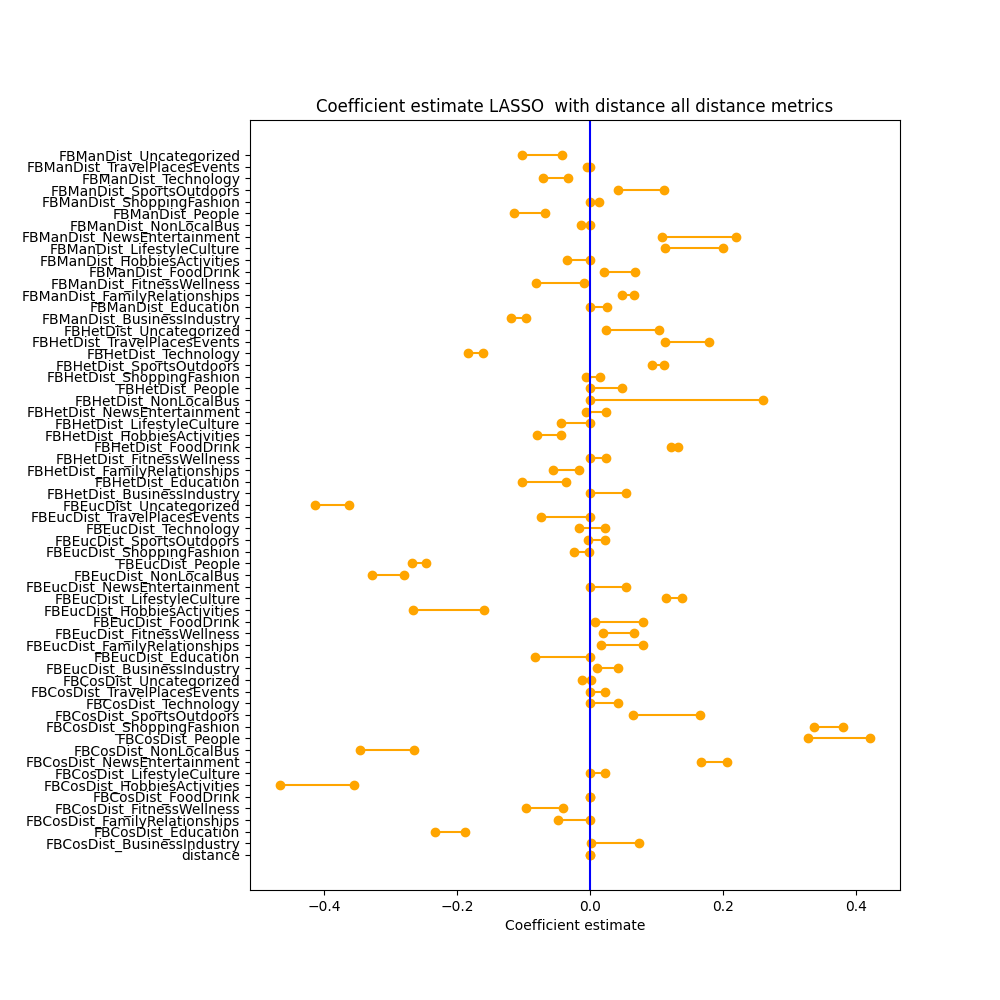 Coefficient estimate LASSO  with distance all distance metrics
FBManDist_Uncategorized
FBManDist_TravelPlacesEvents
FBManDist_Technology
FBManDist_SportsOutdoors
FBManDist_ShoppingFashion
FBManDist_People
FBManDist_NonLocalBus
FBManDist_NewsEntertainment
FBManDist_LifestyleCulture
FBManDist_HobbiesActivities
FBManDist_FoodDrink
FBManDist_FitnessWellness
FBManDist_FamilyRelationships
FBManDist_Education
FBManDist_BusinessIndustry
FBHetDist_Uncategorized
FBHetDist_TravelPlacesEvents
FBHetDist_Technology
FBHetDist_SportsOutdoors
FBHetDist_ShoppingFashion
FBHetDist_People
FBHetDist_NonLocalBus
FBHetDist_NewsEntertainment
FBHetDist_LifestyleCulture
FBHetDist_HobbiesActivities
FBHetDist_FoodDrink
FBHetDist_FitnessWellness
FBHetDist_FamilyRelationships
FBHetDist_Education
FBHetDist_BusinessIndustry
FBEucDist_Uncategorized
FBEucDist_TravelPlacesEvents
FBEucDist_Technology
FBEucDist_SportsOutdoors
FBEucDist_ShoppingFashion
FBEucDist_People
FBEucDist_NonLocalBus
FBEucDist_NewsEntertainment
FBEucDist_LifestyleCulture
FBEucDist_HobbiesActivities
FBEucDist_FoodDrink
FBEucDist_FitnessWellness
FBEucDist_FamilyRelationships
FBEucDist_Education
FBEucDist_BusinessIndustry
FBCosDist_Uncategorized
FBCosDist_TravelPlacesEvents
FBCosDist_Technology
FBCosDist_SportsOutdoors
FBCosDist_ShoppingFashion
FBCosDist_People
FBCosDist_NonLocalBus
FBCosDist_NewsEntertainment
FBCosDist_LifestyleCulture
FBCosDist_HobbiesActivities
FBCosDist_FoodDrink
FBCosDist_FitnessWellness
FBCosDist_FamilyRelationships
FBCosDist_Education
FBCosDist_BusinessIndustry
distance
−0.4 −0.2 0.0 0.2 0.4
Coefficient estimate